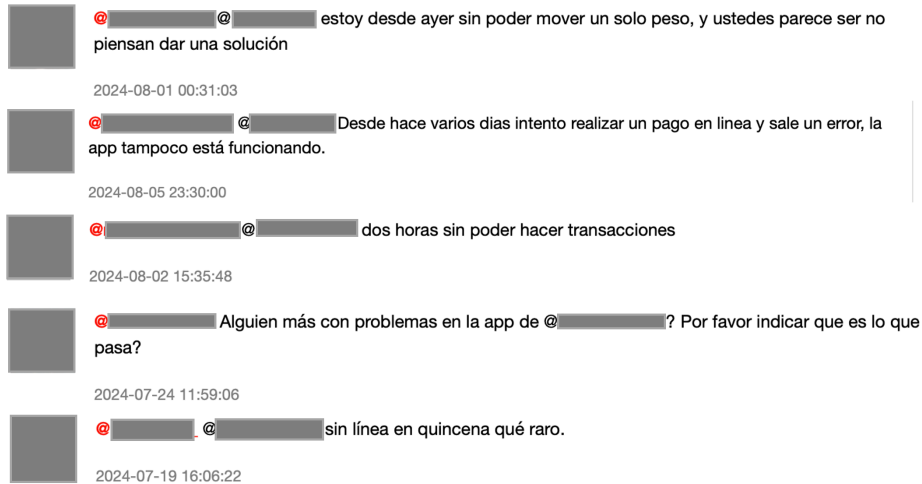 @ @ estoy desde ayer sin poder mover un solo peso, y ustedes parece ser no
piensan dar una solución
2024-08-01 00:31:03
@ @ Desde hace varios dias intento realizar un pago en linea y sale un error, la
app tampoco está funcionando.
2024-08-05 23:30:00
@ @ dos horas sin poder hacer transacciones
2024-08-02 15:35:48
@ Alguien más con problemas en la app de @ ? Por favor indicar que es lo que
pasa?
2024-07-24 11:59:06
@ @ sin línea en quincena qué raro.
2024-07-19 16:06:22